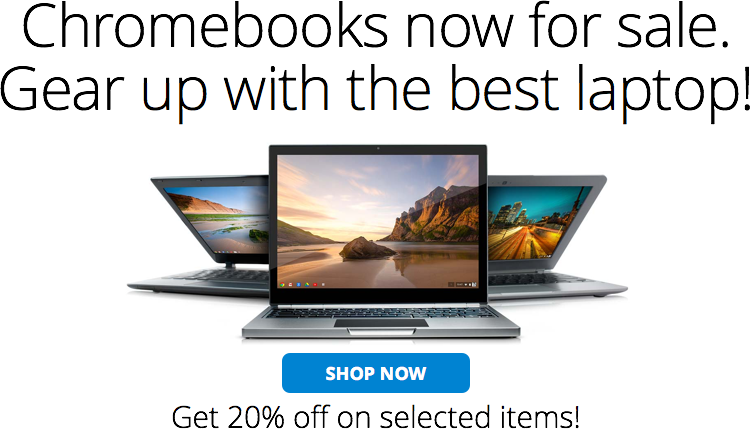 Chromebooks now for sale.
Gear up with the best laptop!
SHOP NOW
Get 20% off on selected items!